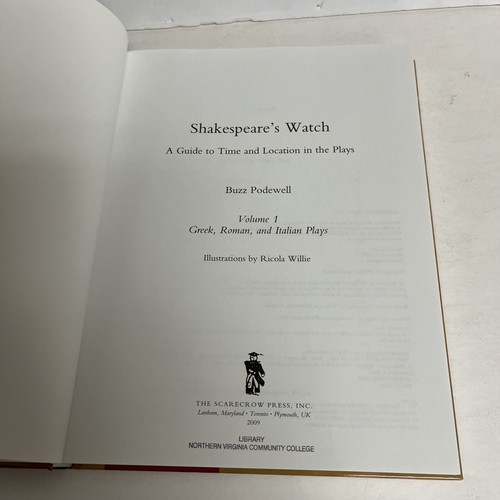 Shakespeare's Watch
A Guide to Time and Location in the Plays
Buzz Podewell
Volume 1
Greek, Roman, and Italian Plays
Illustrations by Ricola Willie
THE SCARECROW PRESS, INC.
Lanham, Maryland • Toronto • Plymouth, UK
2009
LIBRARY
NORTHERN VIRGINIA COMMUNITY COLLEGE